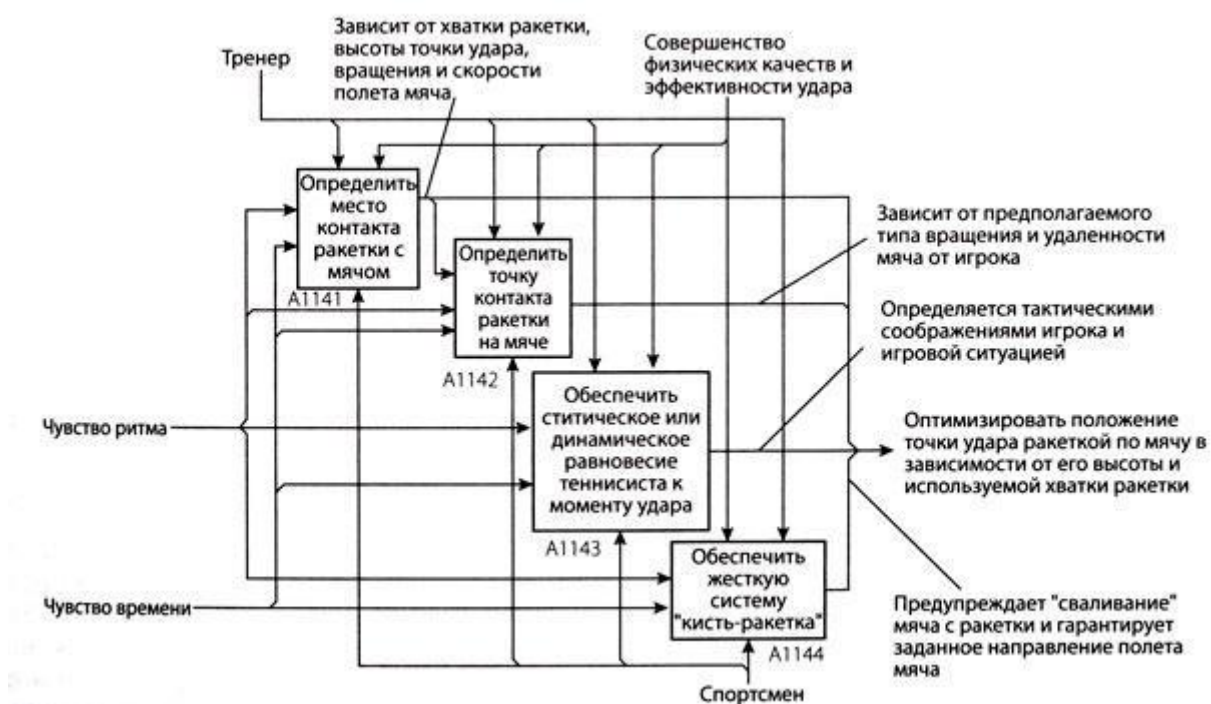 Тренер
Зависит от хватки ракетки,
высоты точки удара,
вращения и скорости
полета мяча
Совершенство
физических качеств и
эффективности удара
Определить
место
контакта
ракетки с
мячом
А1141
Определить
точку
контакта
ракетки
на мяче
А1142
Зависит от предполагаемого
типа вращения и удаленности
мяча от игрока
Определяется тактическими
соображениями игрока и
игровой ситуацией
Чувство ритма
Обеспечить
ститическое или
динамическое
равновесие
теннисиста к
моменту удара
А1143
Оптимизировать положение
точки удара ракеткой по мячу в
зависимости от его высоты и
используемой хватки ракетки
Чувство времени
Обеспечить
жесткую
систему
"кисть-ракетка"
А1144
Предупреждает "сваливание"
мяча с ракетки и гарантирует
заданное направление полета
мяча
Спортсмен